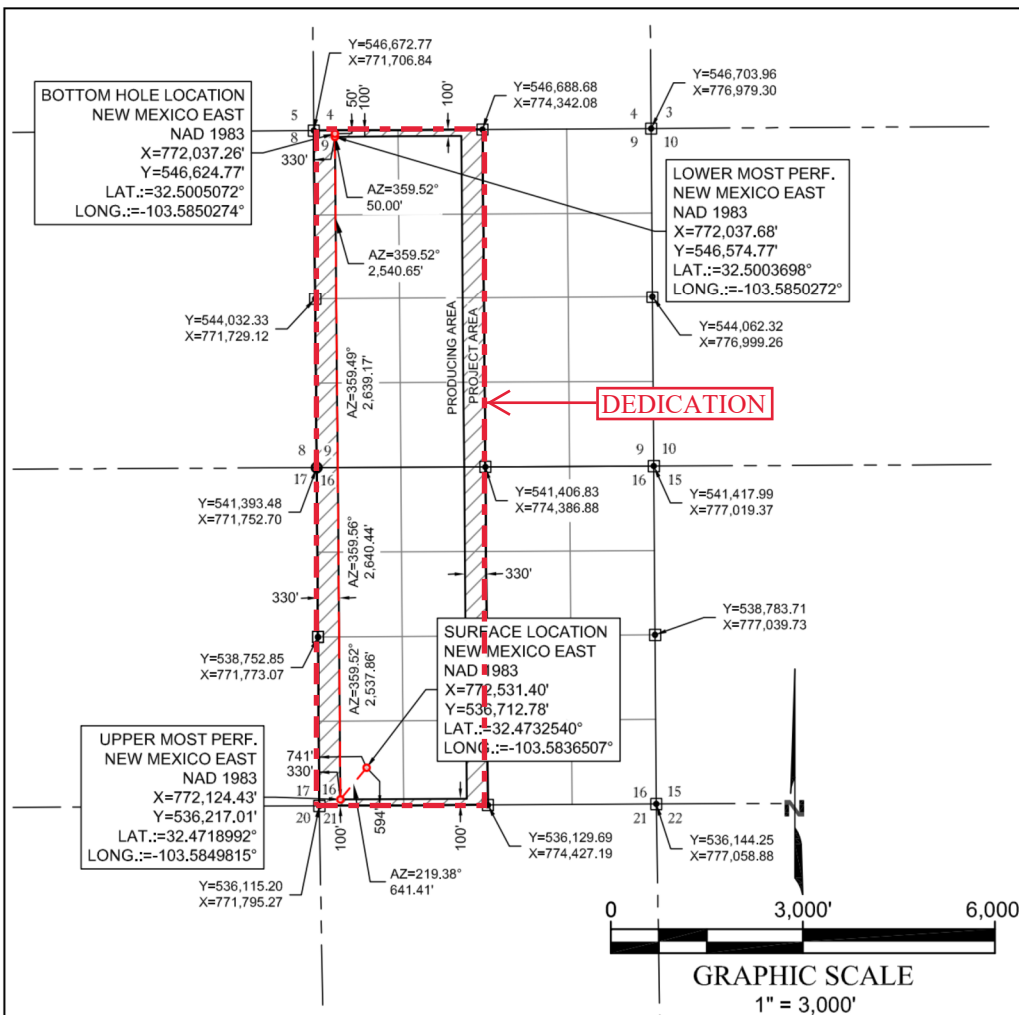 Y=546,672.77
X=771,706.84
Y=546,688.68
X=774,342.08
Y=546,703.96
X=776,979.30
BOTTOM HOLE LOCATION
NEW MEXICO EAST
NAD 1983
X=772,037.26'
Y=546,624.77'
LAT.:=32.5005072°
LONG.:=-103.5850274°
5 4
8 9
50'
100'
100'
4 3
9 10
330'
AZ=359.52°
50.00'
LOWER MOST PERF.
NEW MEXICO EAST
NAD 1983
X=772,037.68'
Y=546,574.77'
LAT.:=32.5003698°
LONG.:=-103.5850272°
AZ=359.52°
2,540.65'
Y=544,032.33
X=771,729.12
Y=544,062.32
X=776,999.26
PRODUCING AREA
PROJECT AREA
AZ=359.49°
2,639.17'
DEDICATION
8 9
17 16
9 10
16 15
Y=541,393.48
X=771,752.70
Y=541,406.83
X=774,386.88
Y=541,417.99
X=777,019.37
AZ=359.56°
2,640.44'
330'
330'
Y=538,783.71
X=777,039.73
SURFACE LOCATION
NEW MEXICO EAST
NAD 1983
X=772,531.40'
Y=536,712.78'
LAT.:=32.4732540°
LONG.:=-103.5836507°
Y=538,752.85
X=771,773.07
AZ=359.52°
2,537.86'
UPPER MOST PERF.
NEW MEXICO EAST
NAD 1983
X=772,124.43'
Y=536,217.01'
LAT.:=32.4718992°
LONG.:=-103.5849815°
741'
330'
17 16
20 21
100'
594'
100'
16 15
21 22
N
Y=536,129.69
X=774,427.19
Y=536,144.25
X=777,058.88
Y=536,115.20
X=771,795.27
AZ=219.38°
641.41'
0 3,000' 6,000'
GRAPHIC SCALE
1" = 3,000'